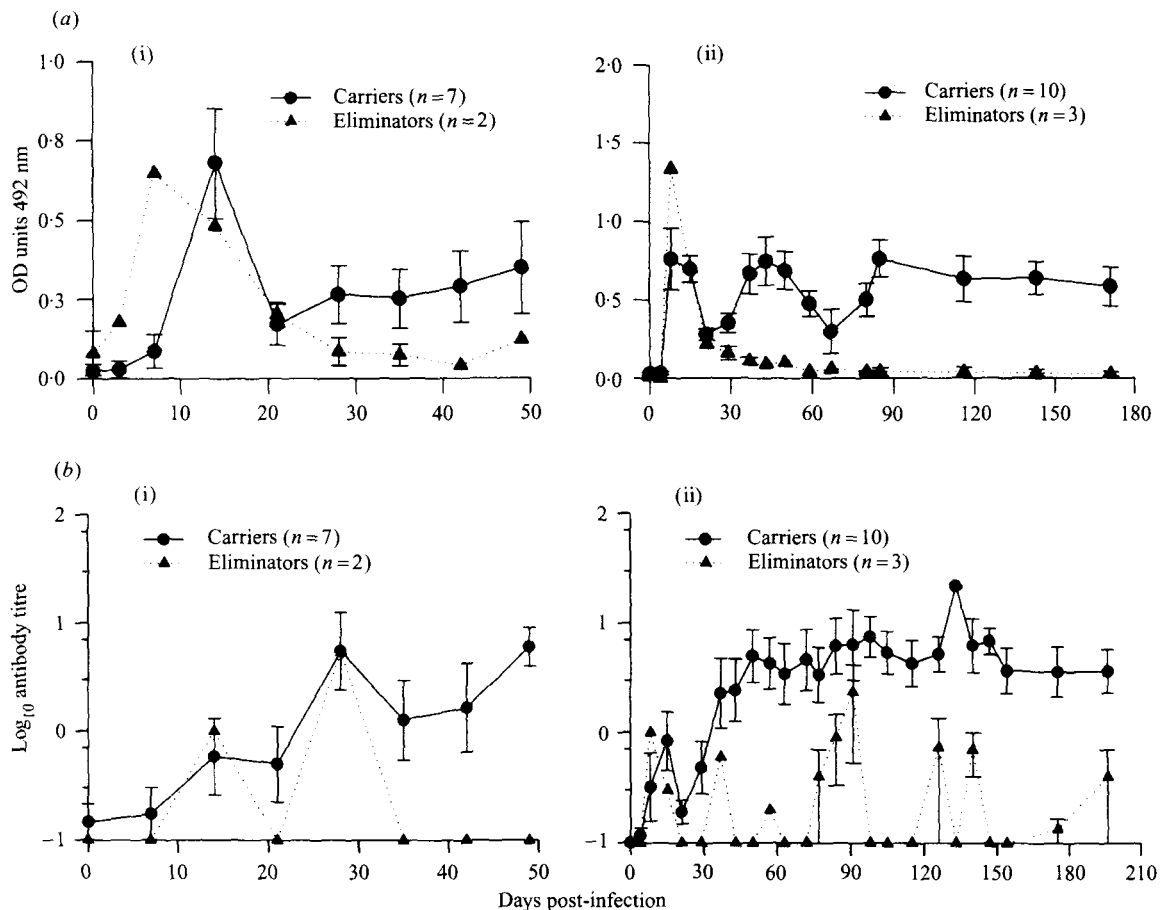 (a)
(i)
1·0
0·8
0·5
0·3
0·0
OD units 492 nm
Carriers (n=7)
Eliminators (n=2)
0 10 20 30 40 50
(ii)
2·0
1·5
1·0
0·5
0·0
Carriers (n=10)
Eliminators (n=3)
0 30 60 90 120 150 180
(b)
(i)
2
1
0
−1
Log10 antibody titre
Carriers (n=7)
Eliminators (n=2)
0 10 20 30 40 50
(ii)
2
1
0
−1
Carriers (n=10)
Eliminators (n=3)
0 30 60 90 120 150 180 210
Days post-infection